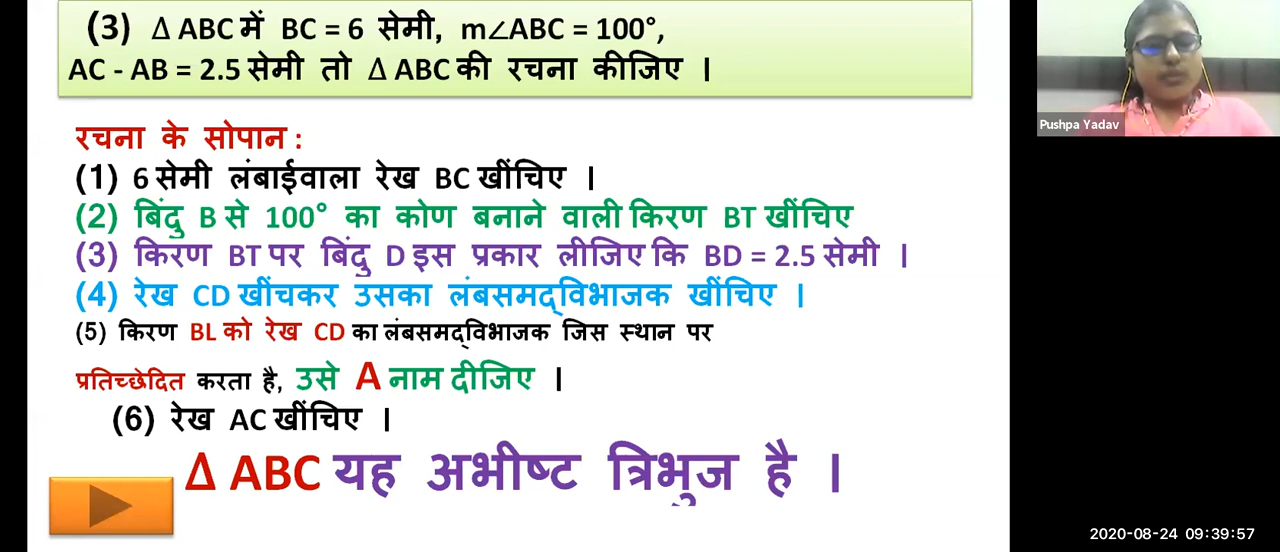 (3) Δ ABC में BC = 6 सेमी, m∠ABC = 100°,
AC - AB = 2.5 सेमी तो Δ ABC की रचना कीजिए ।
रचना के सोपान :
(1) 6 सेमी लंबाईवाला रेख BC खींचिए ।
(2) बिंदु B से 100° का कोण बनाने वाली किरण BT खींचिए
(3) किरण BT पर बिंदु D इस प्रकार लीजिए कि BD = 2.5 सेमी ।
(4) रेख CD खींचकर उसका लंबसमद्‌विभाजक खींचिए ।
(5) किरण BL को रेख CD का लंबसमद्‌विभाजक जिस स्थान पर
प्रतिच्छेदित करता है, उसे A नाम दीजिए ।
(6) रेख AC खींचिए ।
Δ ABC यह अभीष्ट त्रिभुज है ।
Pushpa Yadav
2020-08-24 09:39:57